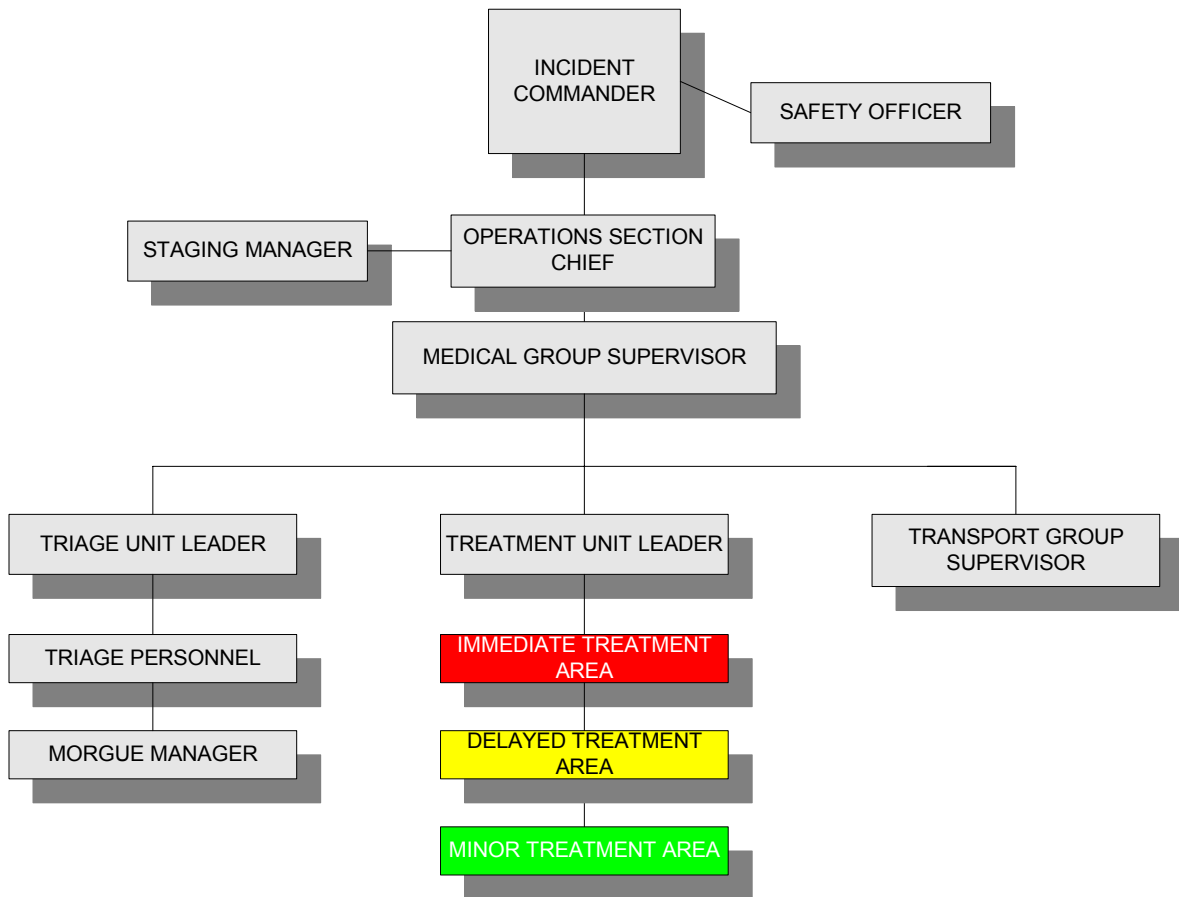 INCIDENT
COMMANDER
SAFETY OFFICER
STAGING MANAGER
OPERATIONS SECTION
CHIEF
MEDICAL GROUP SUPERVISOR
TRIAGE UNIT LEADER
TREATMENT UNIT LEADER
TRANSPORT GROUP
SUPERVISOR
TRIAGE PERSONNEL
IMMEDIATE TREATMENT
AREA
MORGUE MANAGER
DELAYED TREATMENT
AREA
MINOR TREATMENT AREA